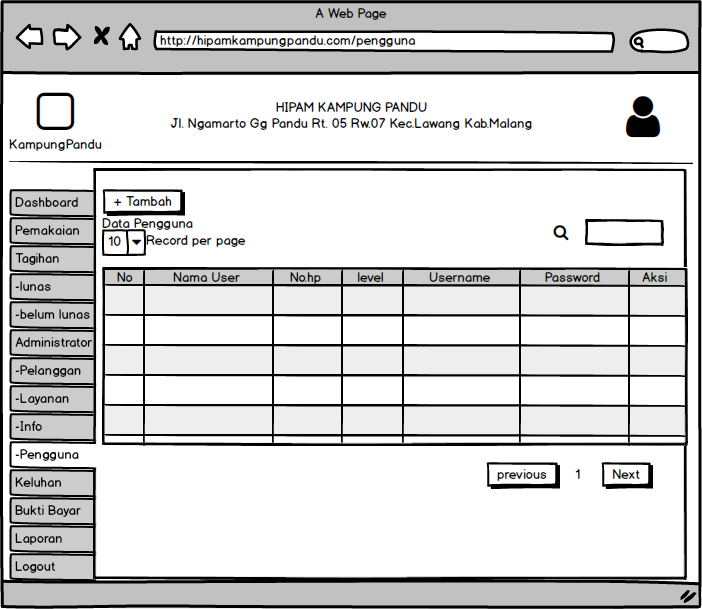 A Web Page
http://hipamkampungpandu.com/pengguna
HIPAM KAMPUNG PANDU
Jl. Ngamarto Gg Pandu Rt. 05 Rw.07 Kec.Lawang Kab.Malang
KampungPandu
Dashboard
Pemakaian
Tagihan
-lunas
-belum lunas
Administrator
-Pelanggan
-Layanan
-Info
-Pengguna
Keluhan
Bukti Bayar
Laporan
Logout
+ Tambah
Data Pengguna
10 Record per page
No Nama User No.hp level Username Password Aksi
previous 1 Next